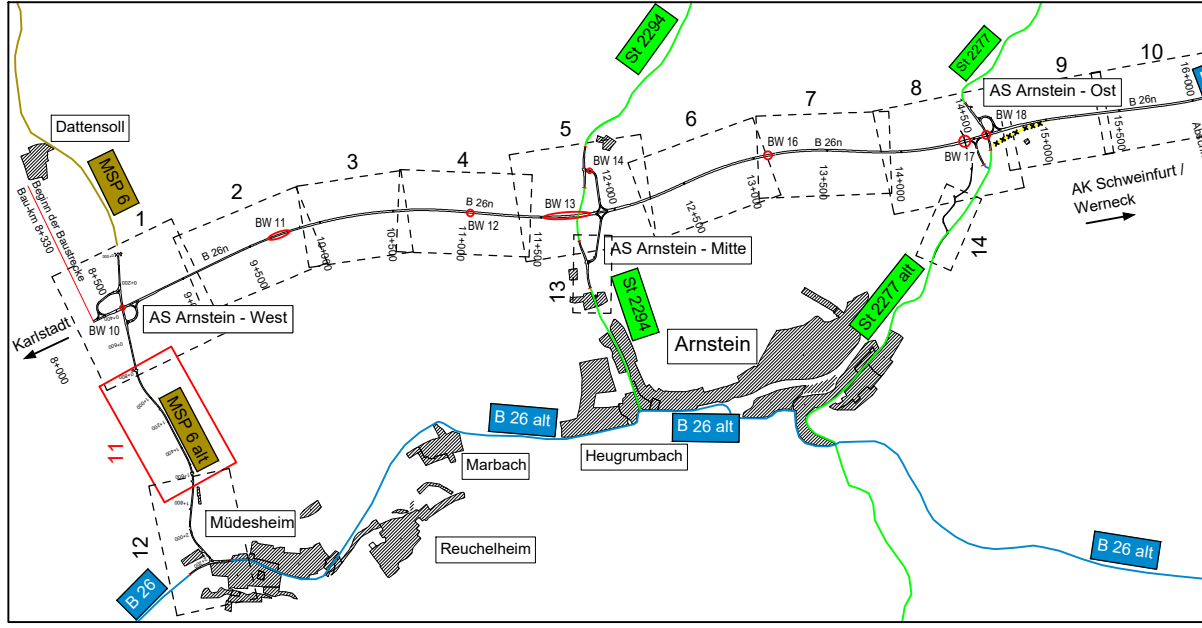 St 2294
St 2277
10
9
8
7
6
5
4
3
2
1
Dattensoll
MSP 6
Beginn der Baustrecke
Bau-km 8+330
AS Arnstein - Ost
BW 18
BW 17
BW 16
BW 14
BW 13
BW 12
BW 11
BW 10
B 26n
B 26n
B 26n
B 26n
16+000
15+500
15+000
14+500
14+000
13+500
13+000
12+500
12+000
11+500
11+000
10+500
10+000
9+500
8+500
8+000
AK Schweinfurt /
Werneck
AS Arnstein - Mitte
AS Arnstein - West
Karlstadt
13
14
St 2294
St 2277 alt
Arnstein
MSP 6 alt
11
12
B 26 alt
B 26 alt
Heugrumbach
Marbach
Müdesheim
Reuchelheim
B 26
B 26 alt